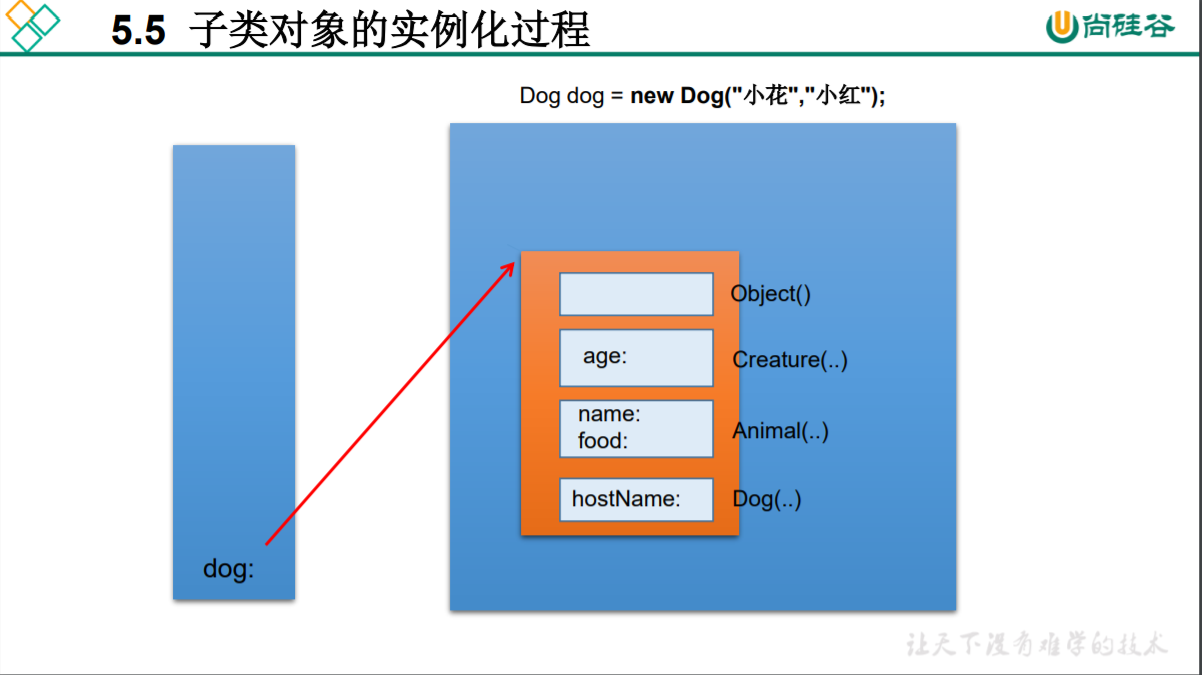 5.5 子类对象的实例化过程
尚硅谷
Dog dog = new Dog("小花","小红");
Object()
age:
Creature(..)
name:
food:
Animal(..)
hostName:
Dog(..)
dog:
让天下没有难学的技术